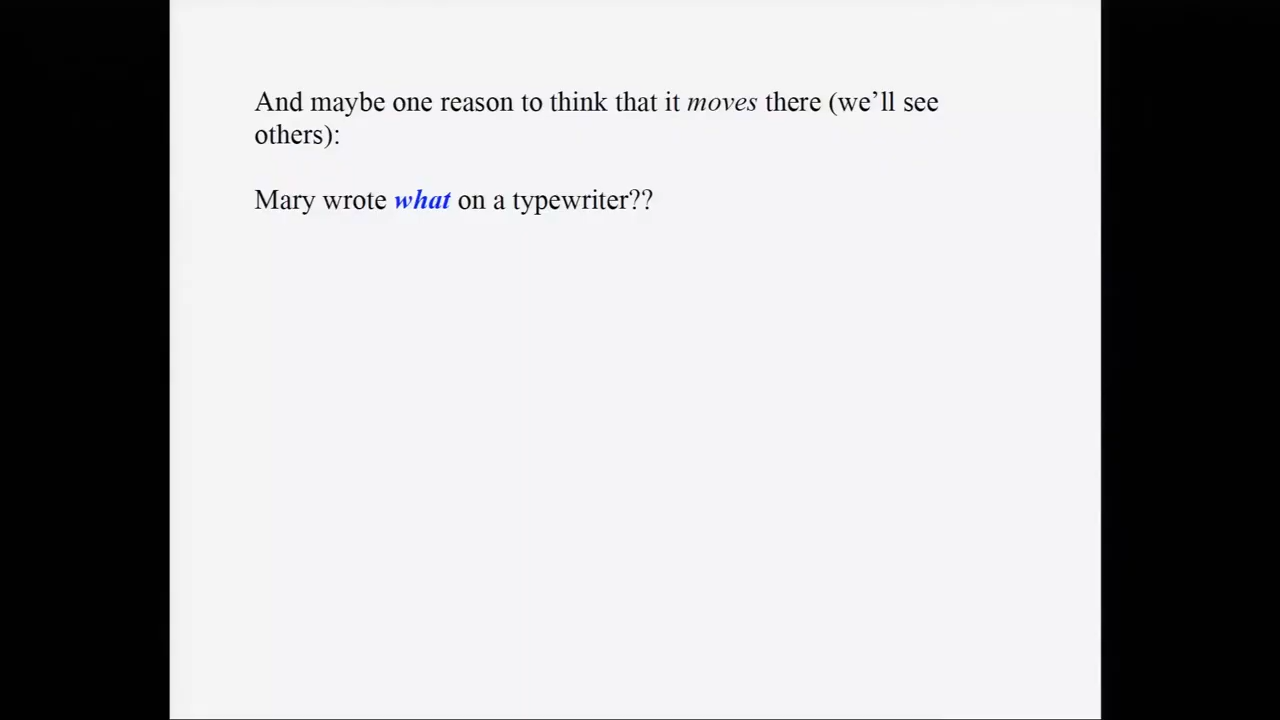 And maybe one reason to think that it moves there (we’ll see
others):
Mary wrote what on a typewriter??